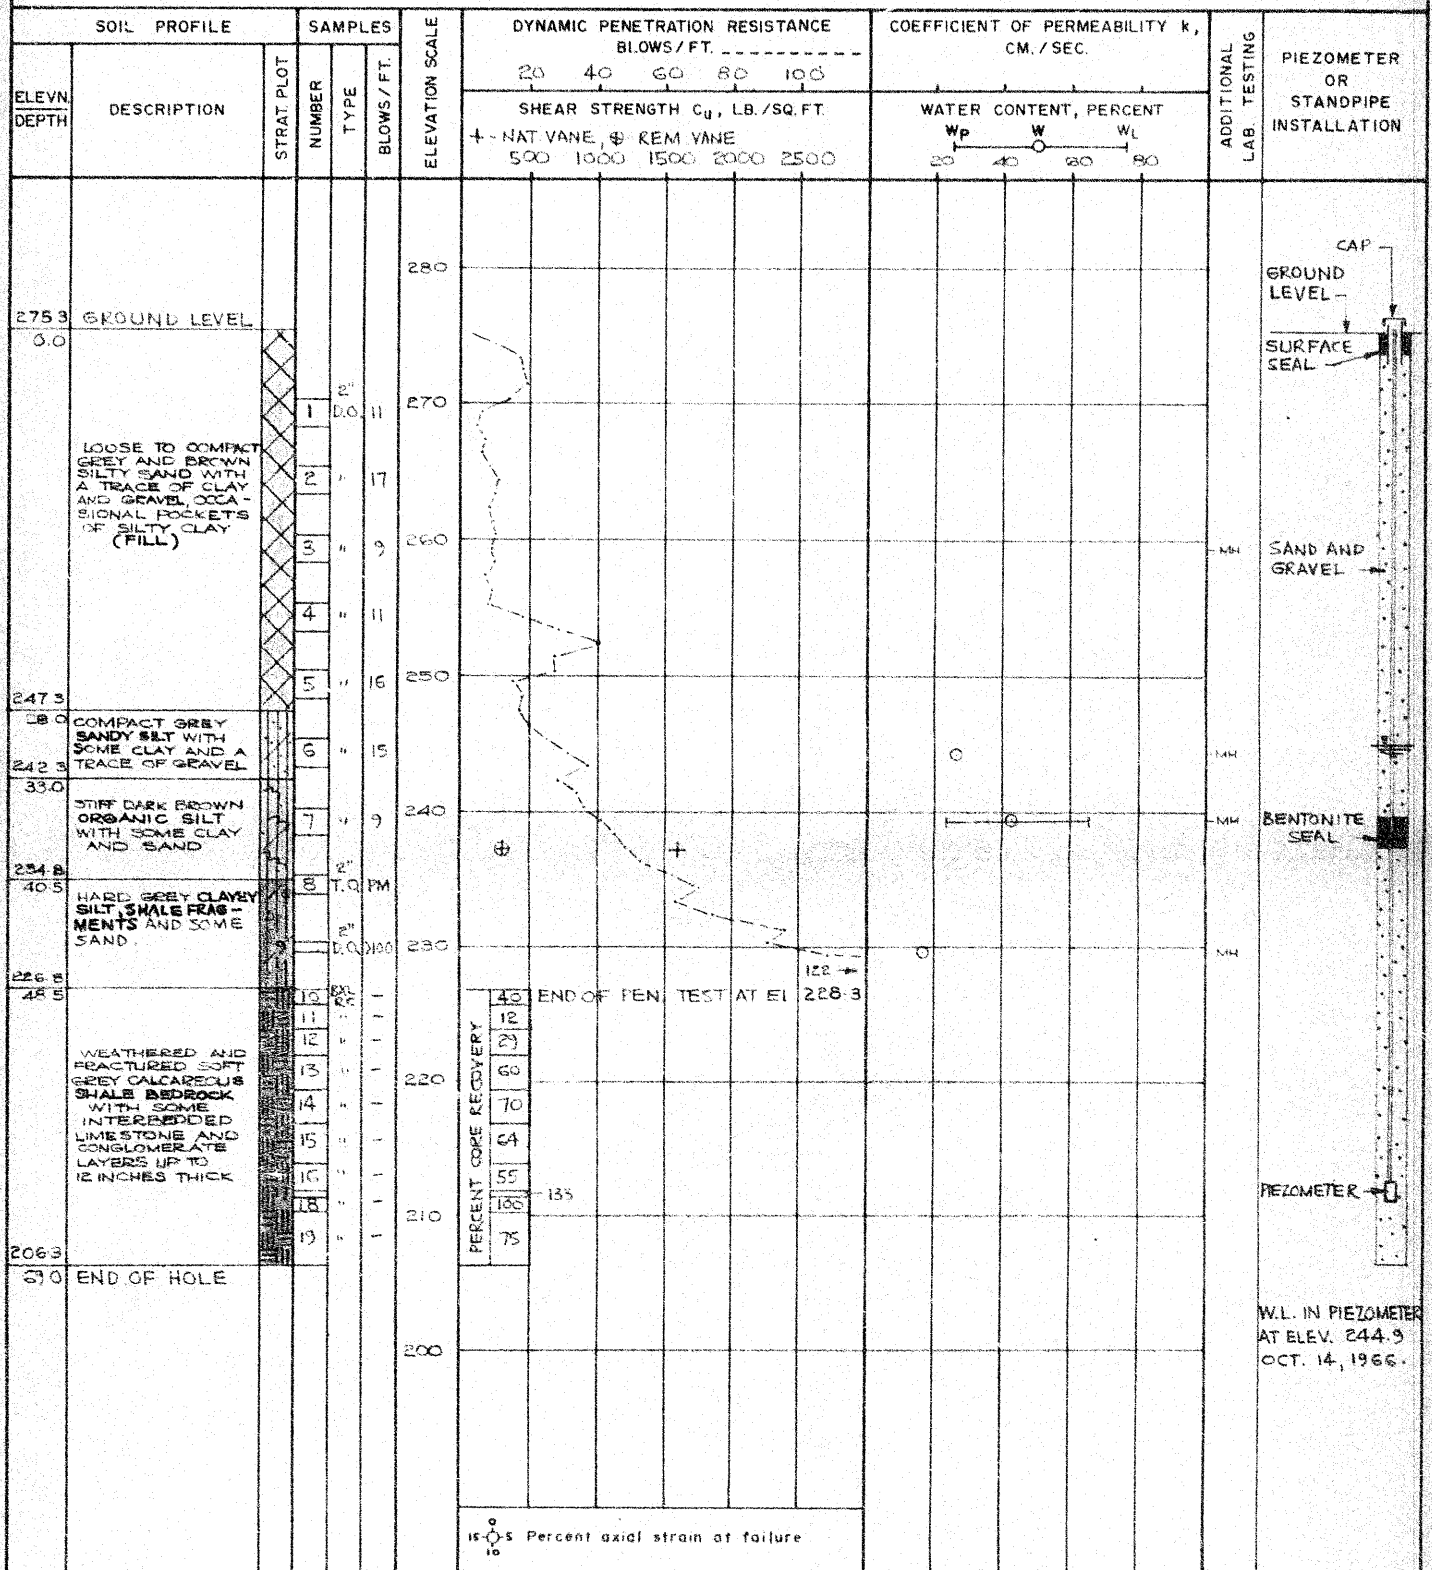 SOIL PROFILE
SAMPLES
ELEVATION SCALE
DYNAMIC PENETRATION RESISTANCE
BLOWS / FT. ------------
20 40 60 80 100
SHEAR STRENGTH Cu, LB./SQ.FT.
+ - NAT. VANE, ⊕ REM. VANE
500 1000 1500 2000 2500
COEFFICIENT OF PERMEABILITY k,
CM. / SEC.
WATER CONTENT, PERCENT
Wp W WL
20 40 60 80
ADDITIONAL
LAB. TESTING
PIEZOMETER
OR
STANDPIPE
INSTALLATION
ELEVN.
DEPTH
DESCRIPTION
STRAT. PLOT
NUMBER
TYPE
BLOWS / FT.
275.3 GROUND LEVEL
0.0
LOOSE TO COMPACT
GREY AND BROWN
SILTY SAND WITH
A TRACE OF CLAY
AND GRAVEL, OCCA-
SIONAL POCKETS
OF SILTY CLAY
(FILL)
247.3
28.0
COMPACT GREY
SANDY SILT WITH
SOME CLAY AND A
TRACE OF GRAVEL
242.3
33.0
STIFF DARK BROWN
ORGANIC SILT
WITH SOME CLAY
AND SAND
234.8
40.5
HARD GREY CLAYEY
SILT, SHALE FRAG-
MENTS AND SOME
SAND.
226.8
48.5
WEATHERED AND
FRACTURED SOFT
GREY CALCAREOUS
SHALE BEDROCK
WITH SOME
INTERBEDDED
LIMESTONE AND
CONGLOMERATE
LAYERS UP TO
12 INCHES THICK
206.3
69.0 END OF HOLE
1 2" D.O. 11
2 " 17
3 " 9
4 " 11
5 " 16
6 " 15
7 " 9
8 2" T.O. PM
9 2" D.O. >100
10 RC -
11 " -
12 " -
13 " -
14 " -
15 " -
16 " -
18 " -
19 " -
280
270
260
250
240
230
220
210
200
122
END OF PEN. TEST AT El. 228.3
PERCENT CORE RECOVERY
40
12
29
60
70
64
55
133
100
75
15 0 5 10 Percent axial strain at failure
MH
MH
MH
MH
CAP
GROUND
LEVEL
SURFACE
SEAL
SAND AND
GRAVEL
BENTONITE
SEAL
PIEZOMETER
W.L. IN PIEZOMETER
AT ELEV. 244.9
OCT. 14, 1966.